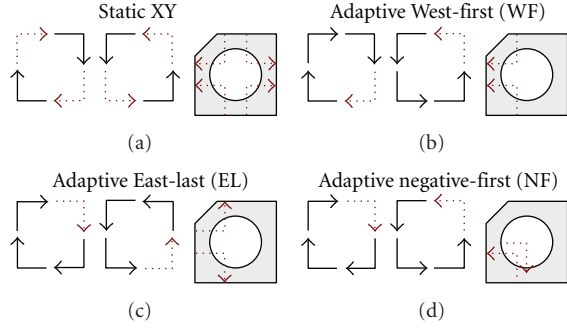 Static XY
Adaptive West-first (WF)
(a)
(b)
Adaptive East-last (EL)
Adaptive negative-first (NF)
(c)
(d)